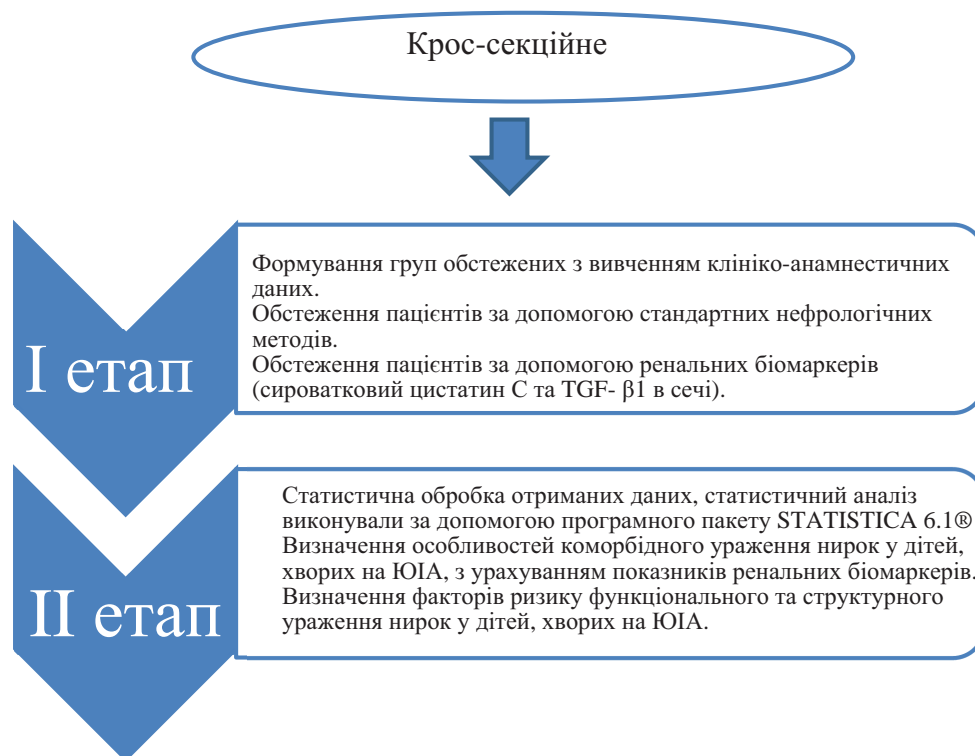 Крос-секційне
І етап
Формування груп обстежених з вивченням клініко-анамнестичних
даних.
Обстеження пацієнтів за допомогою стандартних нефрологічних
методів.
Обстеження пацієнтів за допомогою ренальних біомаркерів
(сироватковий цистатин С та TGF- β1 в сечі).
ІІ етап
Статистична обробка отриманих даних, статистичний аналіз
виконували за допомогою програмного пакету STATISTICA 6.1®
Визначення особливостей коморбідного ураження нирок у дітей,
хворих на ЮІА, з урахуванням показників ренальних біомаркерів.
Визначення факторів ризику функціонального та структурного
ураження нирок у дітей, хворих на ЮІА.